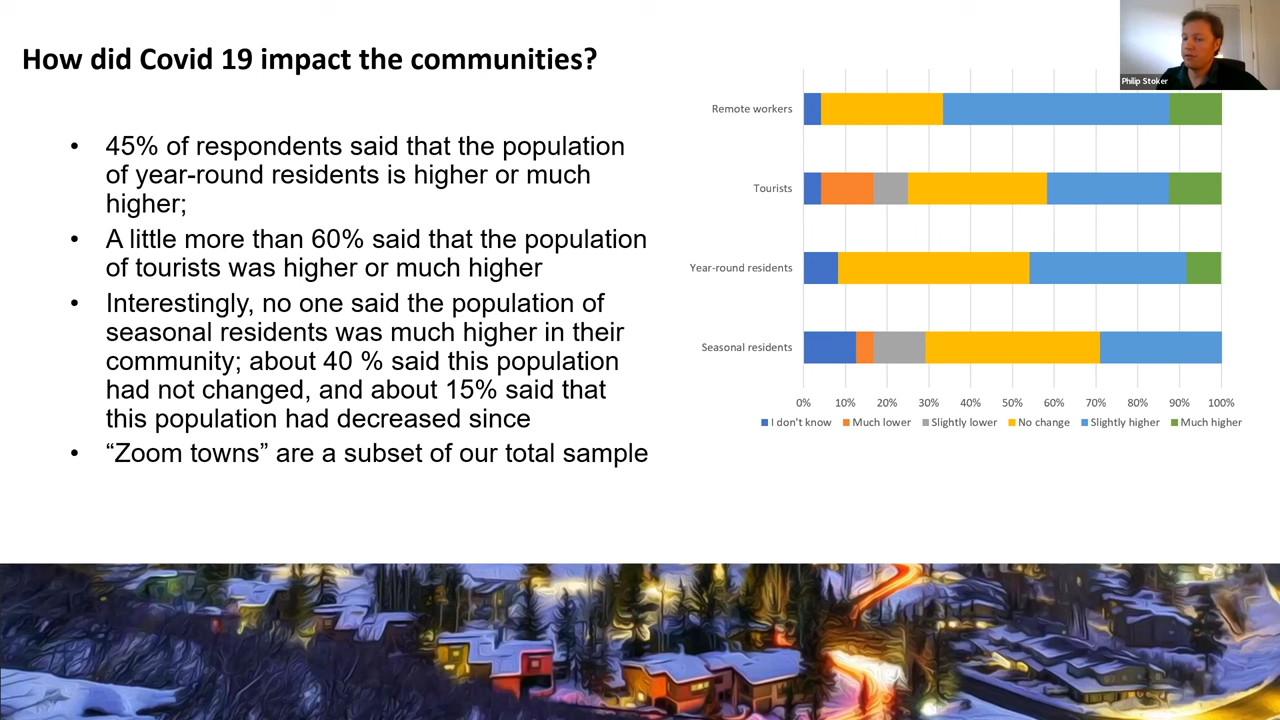 How did Covid 19 impact the communities?
Philip Stoker
• 45% of respondents said that the population
of year-round residents is higher or much
higher;
• A little more than 60% said that the population
of tourists was higher or much higher
• Interestingly, no one said the population of
seasonal residents was much higher in their
community; about 40 % said this population
had not changed, and about 15% said that
this population had decreased since
• “Zoom towns” are a subset of our total sample
Remote workers
Tourists
Year-round residents
Seasonal residents
0% 10% 20% 30% 40% 50% 60% 70% 80% 90% 100%
I don't know Much lower Slightly lower No change Slightly higher Much higher